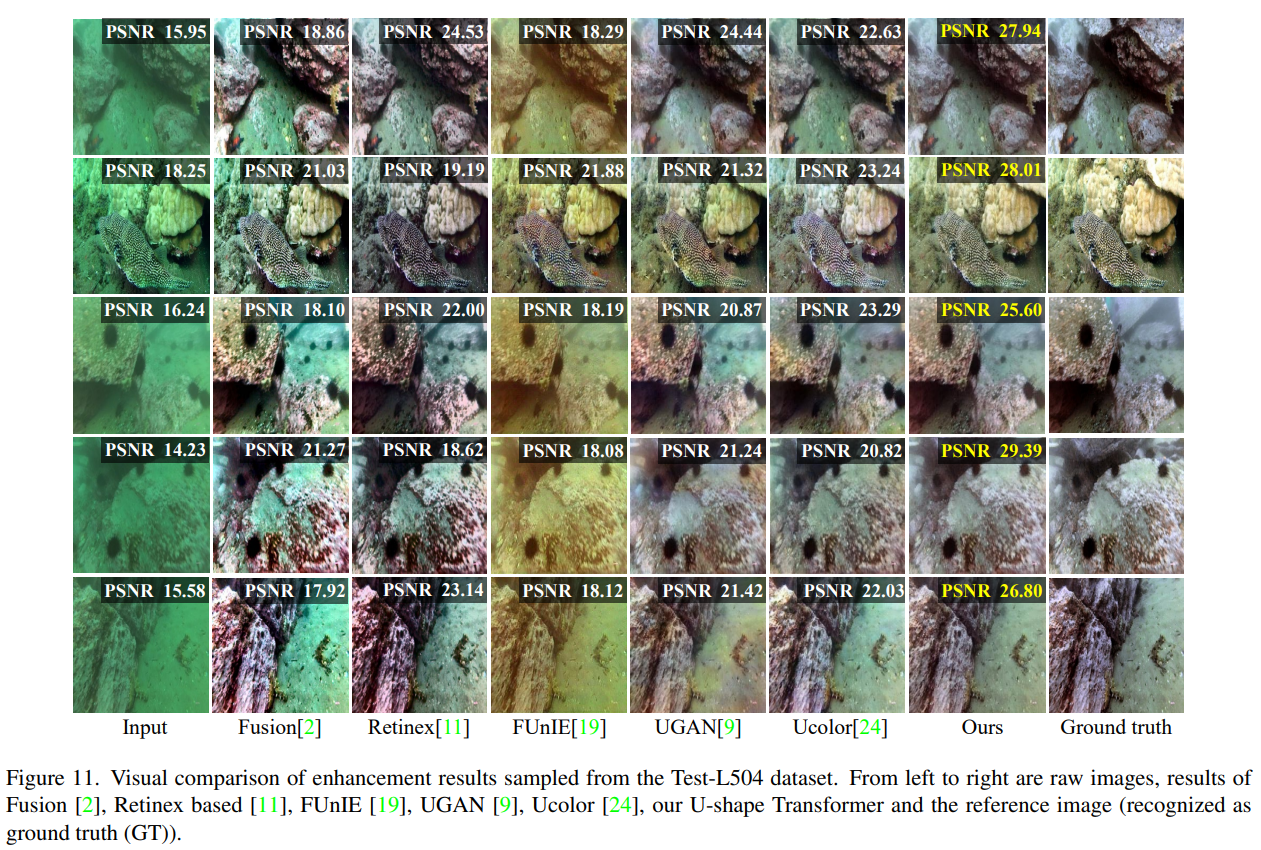 PSNR 15.95 PSNR 18.86 PSNR 24.53 PSNR 18.29 PSNR 24.44 PSNR 22.63 PSNR 27.94
PSNR 18.25 PSNR 21.03 PSNR 19.19 PSNR 21.88 PSNR 21.32 PSNR 23.24 PSNR 28.01
PSNR 16.24 PSNR 18.10 PSNR 22.00 PSNR 18.19 PSNR 20.87 PSNR 23.29 PSNR 25.60
PSNR 14.23 PSNR 21.27 PSNR 18.62 PSNR 18.08 PSNR 21.24 PSNR 20.82 PSNR 29.39
PSNR 15.58 PSNR 17.92 PSNR 23.14 PSNR 18.12 PSNR 21.42 PSNR 22.03 PSNR 26.80
Input Fusion[2] Retinex[11] FUnIE[19] UGAN[9] Ucolor[24] Ours Ground truth
Figure 11. Visual comparison of enhancement results sampled from the Test-L504 dataset. From left to right are raw images, results of
Fusion [2], Retinex based [11], FUnIE [19], UGAN [9], Ucolor [24], our U-shape Transformer and the reference image (recognized as
ground truth (GT)).